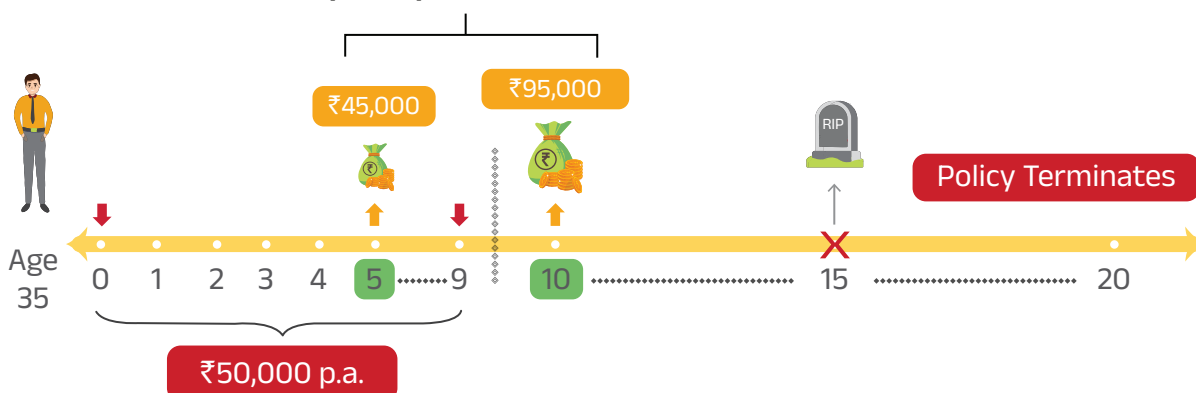 ₹45,000
₹95,000
RIP
Policy Terminates
Age
35
0 1 2 3 4 5 9 10 15 20
₹50,000 p.a.